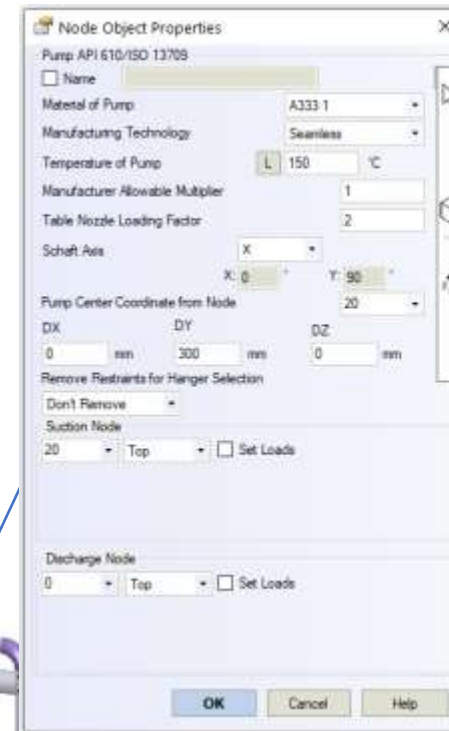 Node Object Properties
Pump API 610/ISO 13709
Name
Material of Pump A333 1
Manufacturing Technology Seamless
Temperature of Pump L 150 °C
Manufacturer Allowable Multiplier 1
Table Nozzle Loading Factor 2
Schaft Axis X
X: 0 ° Y: 90 °
Pump Center Coordinate from Node 20
DX DY DZ
0 mm 300 mm 0 mm
Remove Restraints for Hanger Selection
Don't Remove
Suction Node
20 Top Set Loads
Discharge Node
0 Top Set Loads
OK Cancel Help